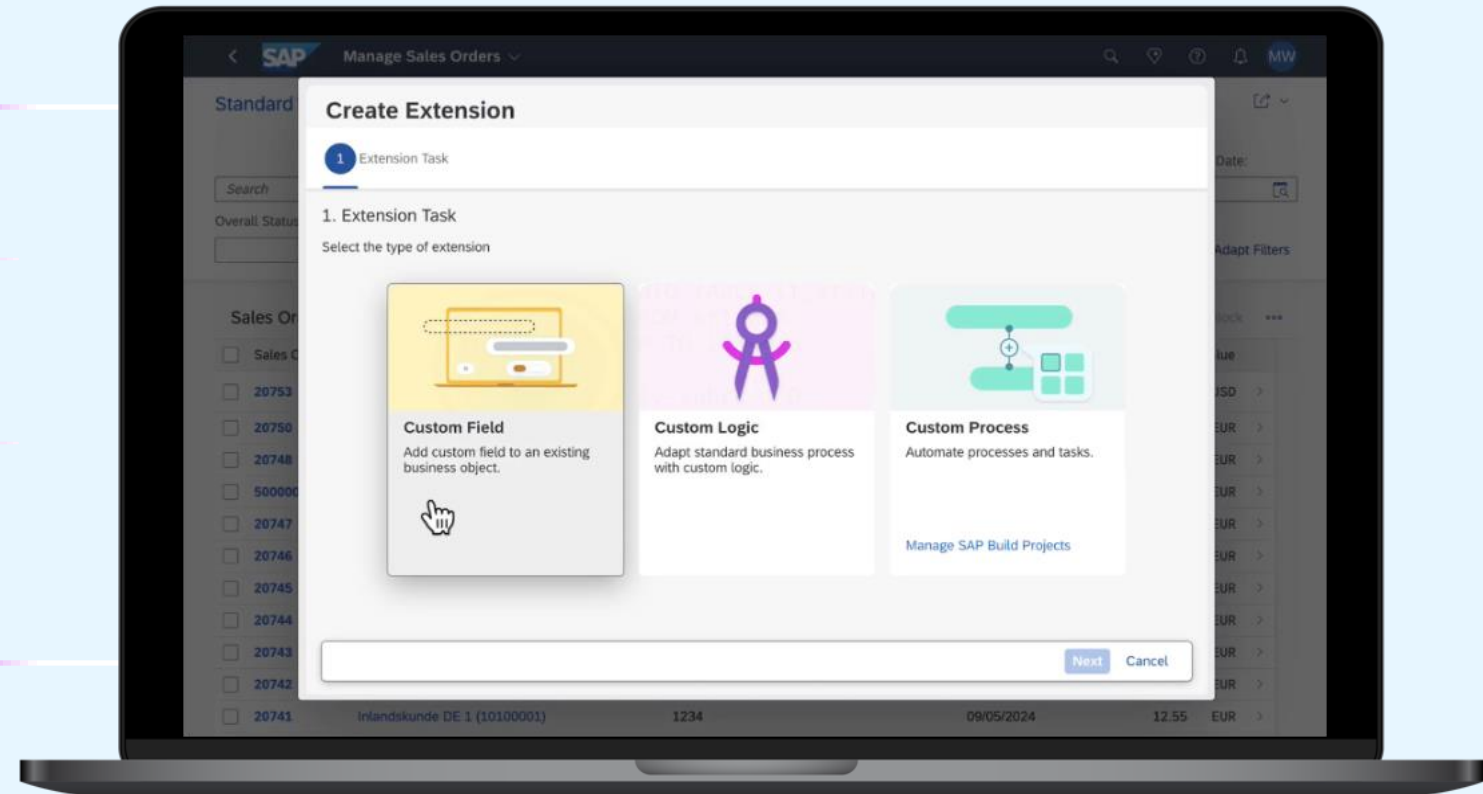 SAP Manage Sales Orders MW
Standard
Create Extension
1 Extension Task
Date:
Search
Overall Status
1. Extension Task
Select the type of extension
Adapt Filters
Sales Or
Custom Field
Add custom field to an existing
business object.
Custom Logic
Adapt standard business process
with custom logic.
Custom Process
Automate processes and tasks.
Manage SAP Build Projects
Sales O
lue
20753
20750 EUR
20748 EUR
500000 EUR
20747 EUR
20746 EUR
20745 EUR
20744 EUR
20743 EUR
20742 EUR
Next Cancel
20741 Inlandskunde DE 1 (10100001) 1234 09/05/2024 12.55 EUR